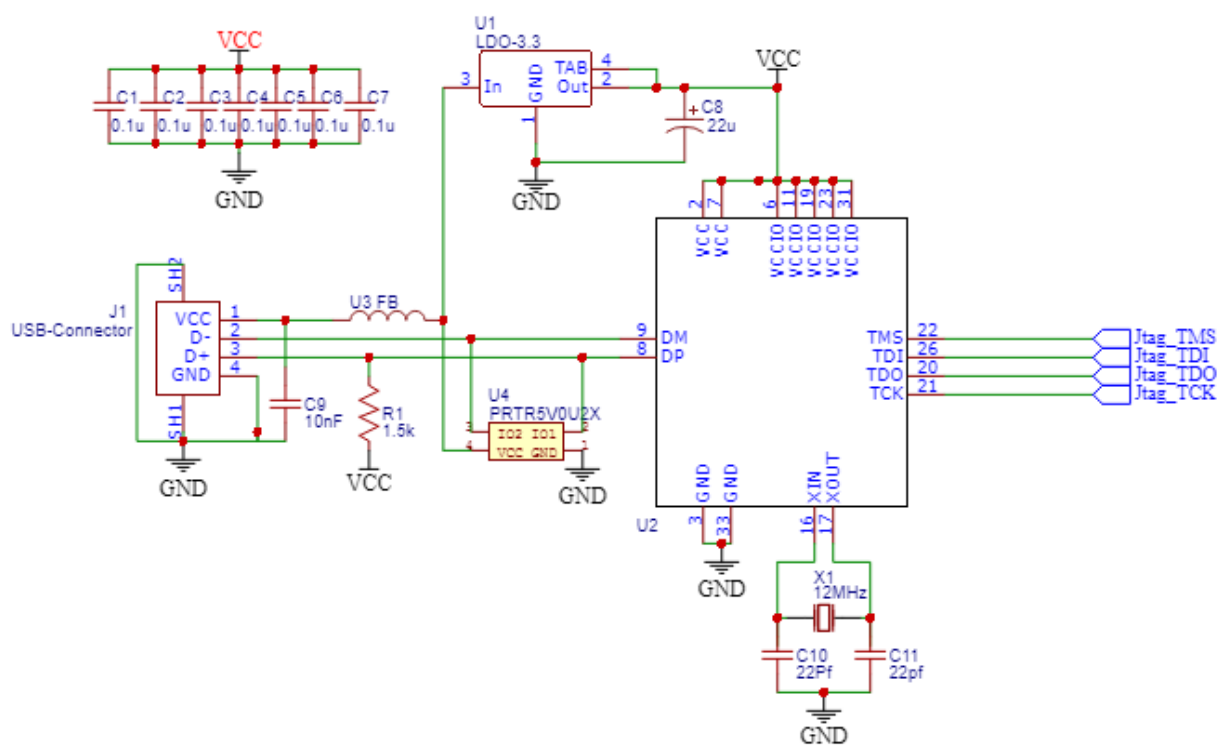 VCC
C1
C2
C3
C4
C5
C6
C7
0.1u
0.1u
0.1u
0.1u
0.1u
0.1u
0.1u
GND
U1
LDO-3.3
3
In
GND
1
TAB
Out
4
2
+
C8
22u
GND
VCC
2
7
6
11
19
23
31
VCC
VCC
VCCIO
VCCIO
VCCIO
VCCIO
VCCIO
J1
USB-Connector
SH2
VCC
D-
D+
GND
1
2
3
4
SH1
GND
C9
10nF
U3 FB
R1
1.5k
VCC
U4
PRTR5V0U2X
3
4
IO2 IO1
VCC GND
2
1
GND
9
8
DM
DP
TMS
TDI
TDO
TCK
22
26
20
21
Jtag_TMS
Jtag_TDI
Jtag_TDO
Jtag_TCK
GND
GND
3
33
U2
GND
XIN
XOUT
16
17
X1
12MHz
C10
22Pf
C11
22pf
GND